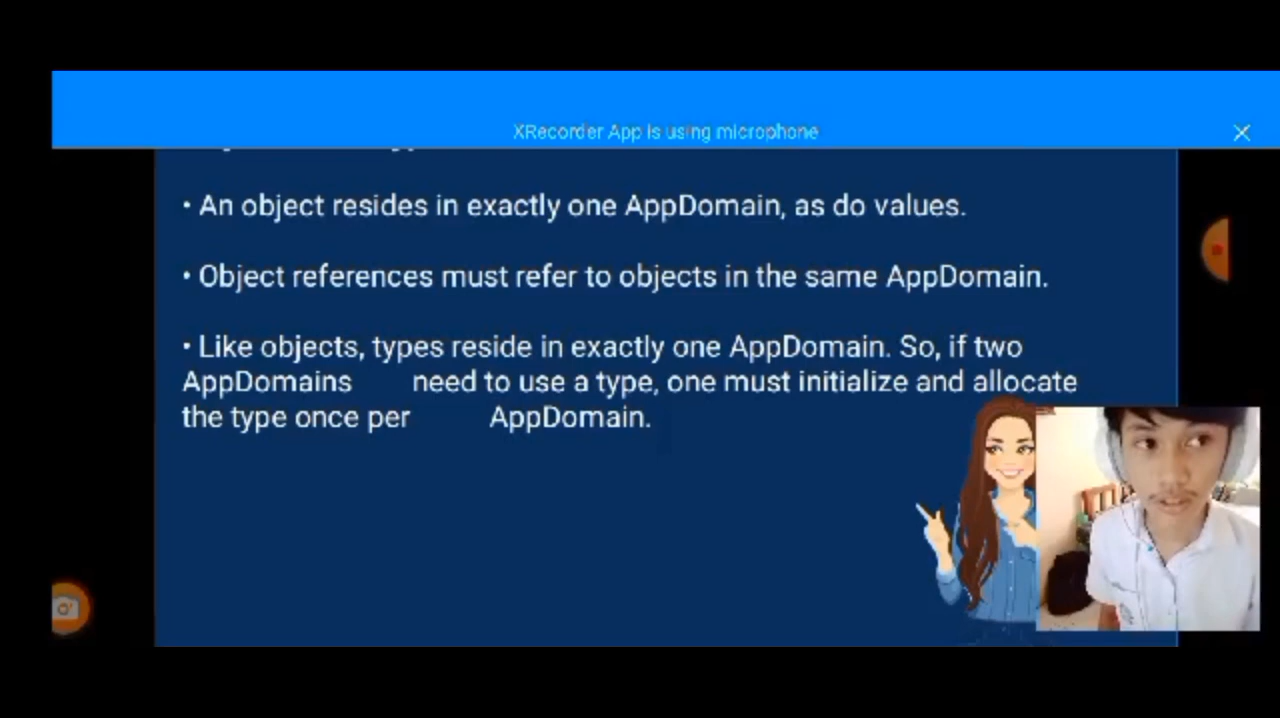 XRecorder App is using microphone
• An object resides in exactly one AppDomain, as do values.
• Object references must refer to objects in the same AppDomain.
• Like objects, types reside in exactly one AppDomain. So, if two
AppDomains need to use a type, one must initialize and allocate
the type once per AppDomain.